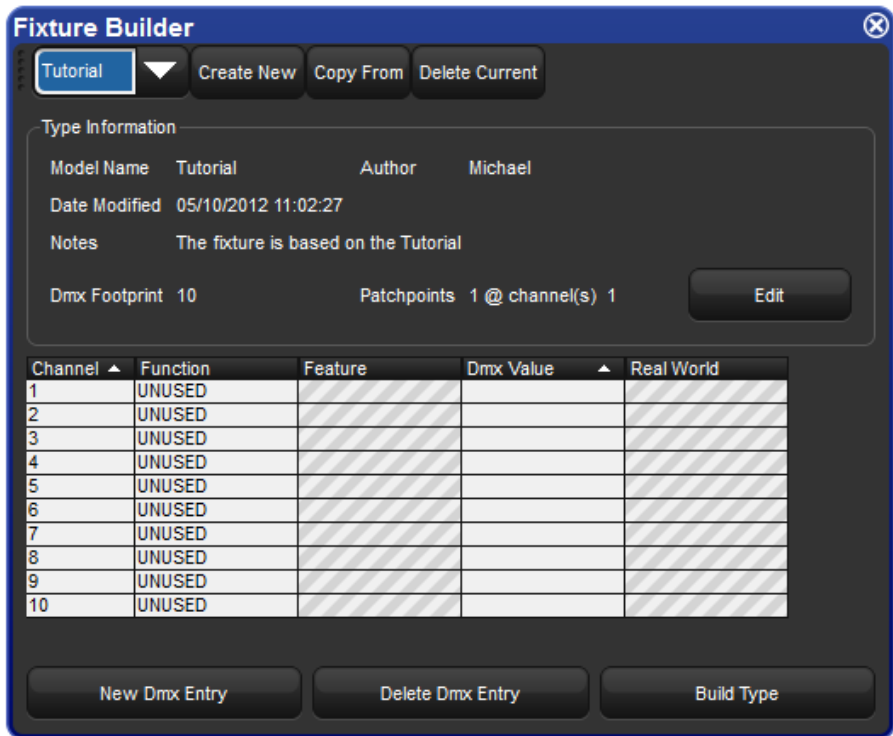 Fixture Builder
Tutorial Create New Copy From Delete Current
Type Information
Model Name Tutorial Author Michael
Date Modified 05/10/2012 11:02:27
Notes The fixture is based on the Tutorial
Dmx Footprint 10 Patchpoints 1 @ channel(s) 1 Edit
Channel Function Feature Dmx Value Real World
1 UNUSED
2 UNUSED
3 UNUSED
4 UNUSED
5 UNUSED
6 UNUSED
7 UNUSED
8 UNUSED
9 UNUSED
10 UNUSED
New Dmx Entry Delete Dmx Entry Build Type